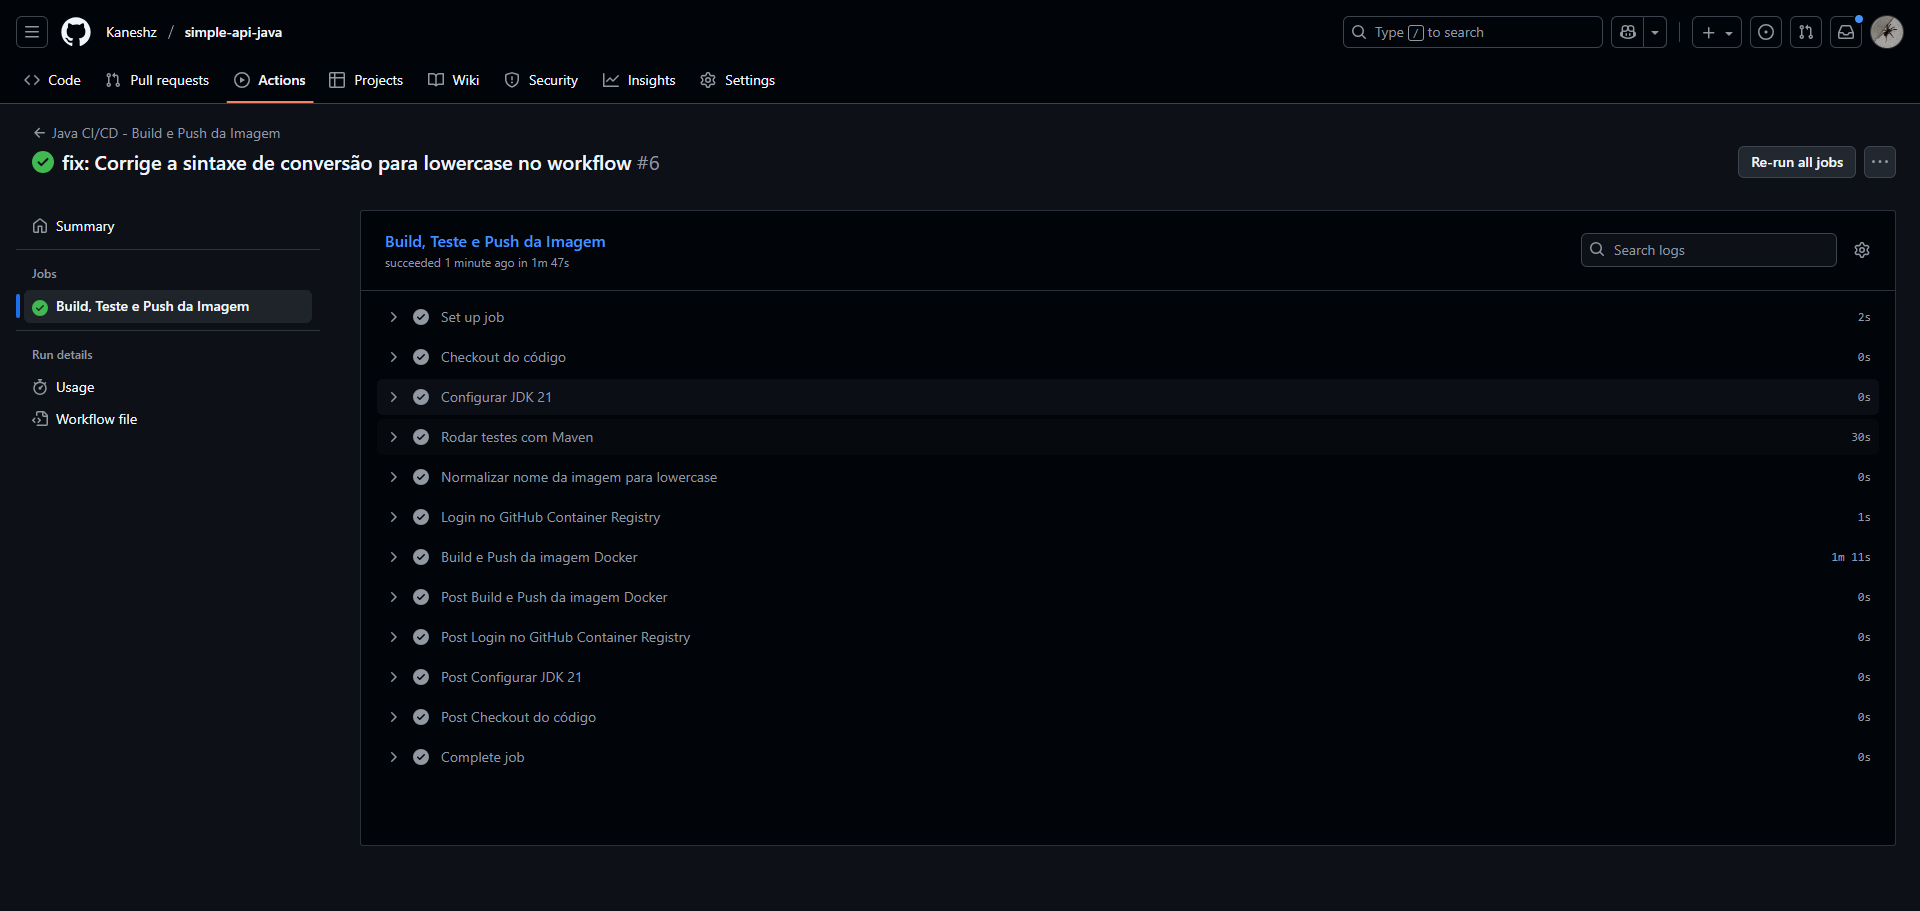 Kaneshz / simple-api-java
Type / to search
Code Pull requests Actions Projects Wiki Security Insights Settings
Java CI/CD - Build e Push da Imagem
fix: Corrige a sintaxe de conversão para lowercase no workflow #6
Re-run all jobs
Summary
Jobs
Build, Teste e Push da Imagem
Run details
Usage
Workflow file
Build, Teste e Push da Imagem
succeeded 1 minute ago in 1m 47s
Search logs
Set up job 2s
Checkout do código 0s
Configurar JDK 21 0s
Rodar testes com Maven 30s
Normalizar nome da imagem para lowercase 0s
Login no GitHub Container Registry 1s
Build e Push da imagem Docker 1m 11s
Post Build e Push da imagem Docker 0s
Post Login no GitHub Container Registry 0s
Post Configurar JDK 21 0s
Post Checkout do código 0s
Complete job 0s